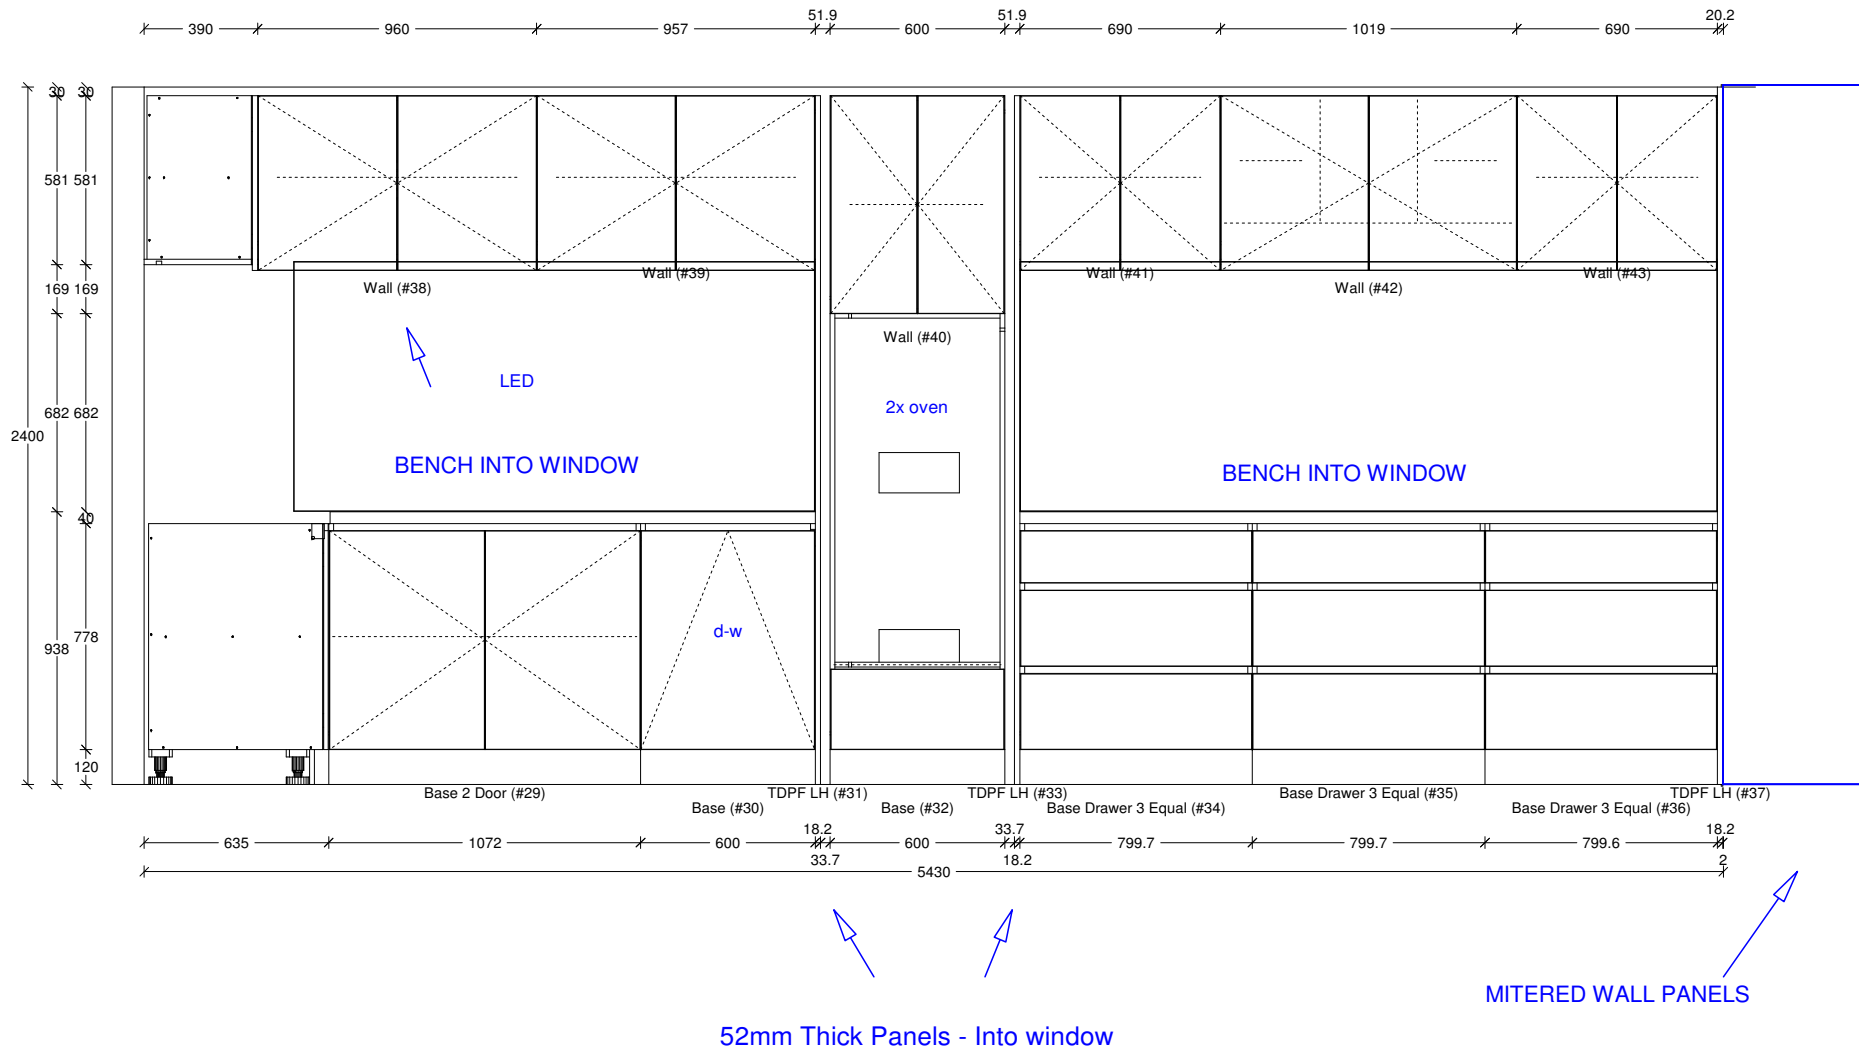 51.9 51.9 20.2
390 960 957 600 690 1019 690
30 30
581 581
Wall (#39) Wall (#41) Wall (#43)
169 169 Wall (#38) Wall (#42)
Wall (#40)
LED
2x oven
682 682
2400
BENCH INTO WINDOW BENCH INTO WINDOW
40
d-w
778
938
120
Base 2 Door (#29) TDPF LH (#31) TDPF LH (#33) Base Drawer 3 Equal (#35) TDPF LH (#37)
Base (#30) Base (#32) Base Drawer 3 Equal (#34) Base Drawer 3 Equal (#36)
18.2 33.7 18.2
635 1072 600 600 799.7 799.7 799.6
33.7 18.2 2
5430
MITERED WALL PANELS
52mm Thick Panels - Into window